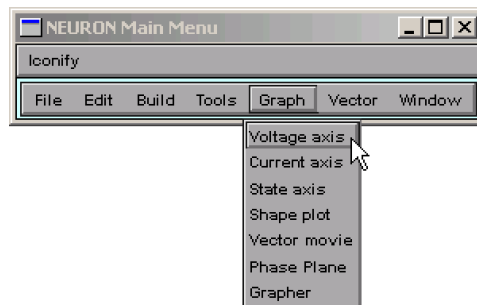 NEURON Main Menu
Iconify
File Edit Build Tools Graph Vector Window
Voltage axis
Current axis
State axis
Shape plot
Vector movie
Phase Plane
Grapher